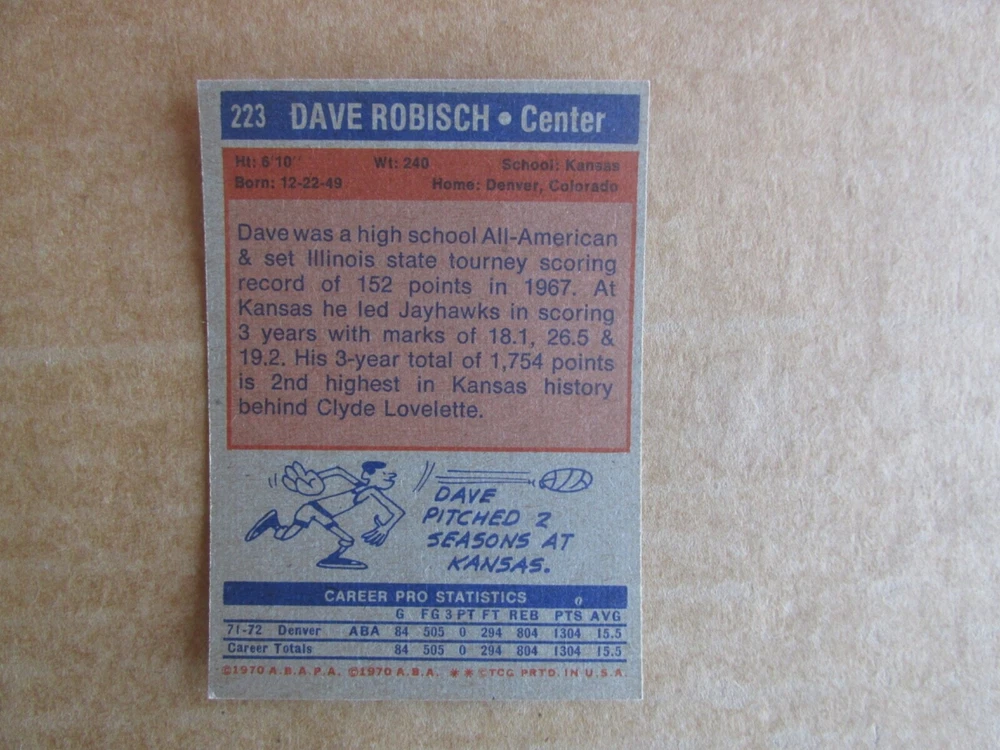 223 DAVE ROBISCH • Center
Ht: 6'10" Wt: 240 School: Kansas
Born: 12-22-49 Home: Denver, Colorado
Dave was a high school All-American
& set Illinois state tourney scoring
record of 152 points in 1967. At
Kansas he led Jayhawks in scoring
3 years with marks of 18.1, 26.5 &
19.2. His 3-year total of 1,754 points
is 2nd highest in Kansas history
behind Clyde Lovelette.
DAVE
PITCHED 2
SEASONS AT
KANSAS.
CAREER PRO STATISTICS
G FG 3PT FT REB PTS AVG
71-72 Denver ABA 84 505 0 294 804 1304 15.5
Career Totals 84 505 0 294 804 1304 15.5
©1970 A.B.A.P.A. ©1970 A.B.A. ** ©TCG PRTD. IN U.S.A.